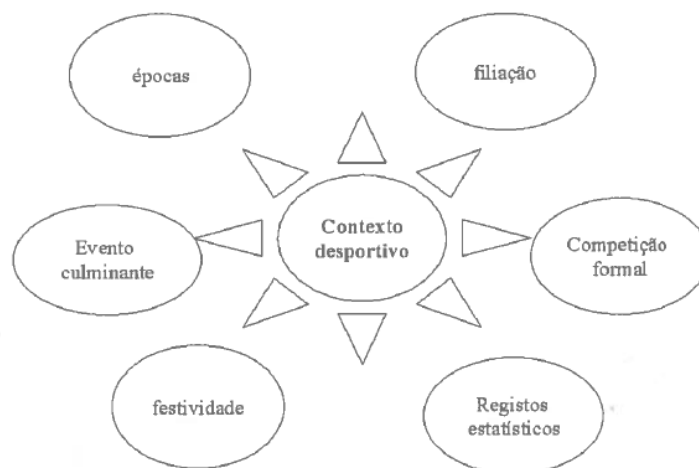 épocas
filiação
Contexto
desportivo
Evento
culminante
Competição
formal
festividade
Registos
estatísticos